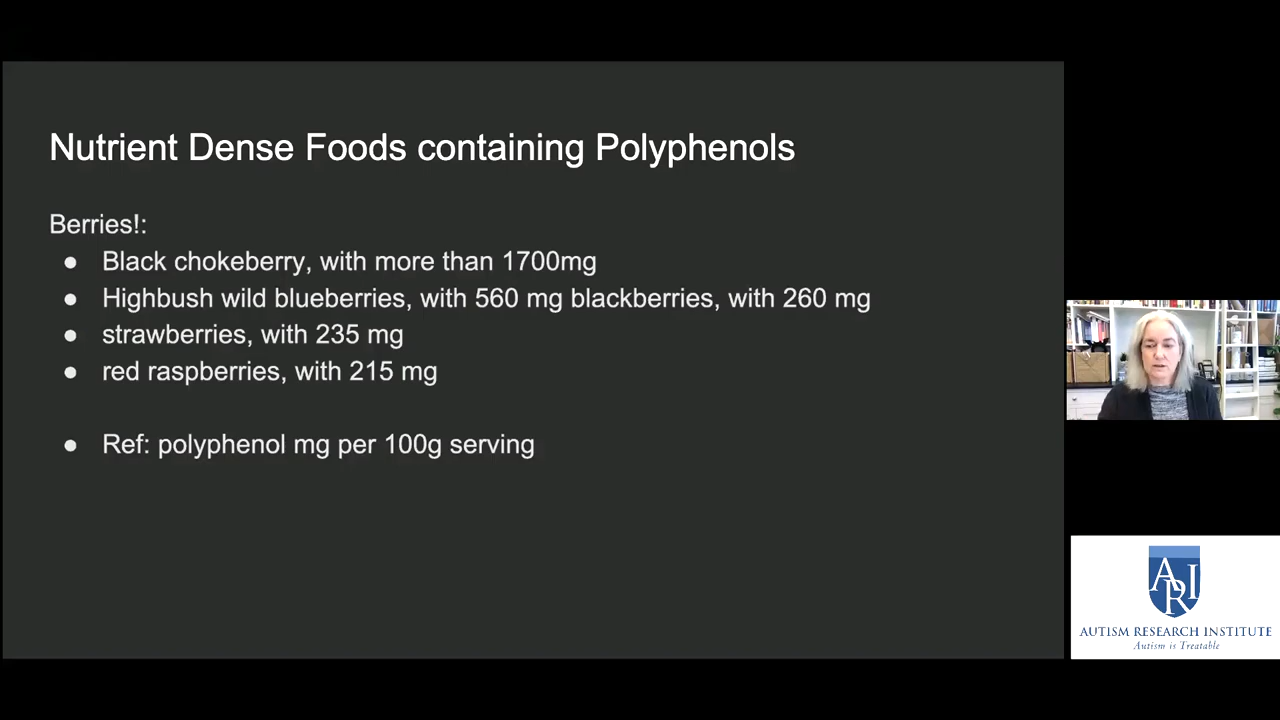 Nutrient Dense Foods containing Polyphenols
Berries!:
● Black chokeberry, with more than 1700mg
● Highbush wild blueberries, with 560 mg blackberries, with 260 mg
● strawberries, with 235 mg
● red raspberries, with 215 mg
● Ref: polyphenol mg per 100g serving
ARI
AUTISM RESEARCH INSTITUTE
Autism is Treatable